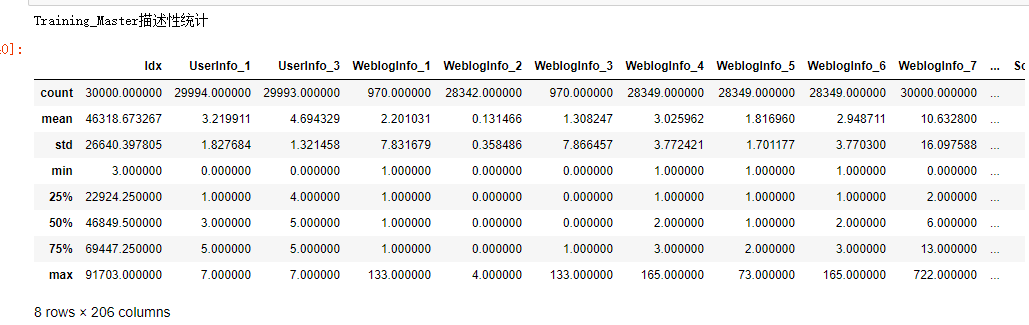 Training_Master描述性统计
0]:
Idx UserInfo_1 UserInfo_3 WeblogInfo_1 WeblogInfo_2 WeblogInfo_3 WeblogInfo_4 WeblogInfo_5 WeblogInfo_6 WeblogInfo_7 ... Sc
count 30000.000000 29994.000000 29993.000000 970.000000 28342.000000 970.000000 28349.000000 28349.000000 28349.000000 30000.000000 ...
mean 46318.673267 3.219911 4.694329 2.201031 0.131466 1.308247 3.025962 1.816960 2.948711 10.632800 ...
std 26640.397805 1.827684 1.321458 7.831679 0.358486 7.866457 3.772421 1.701177 3.770300 16.097588 ...
min 3.000000 0.000000 0.000000 1.000000 0.000000 0.000000 1.000000 1.000000 1.000000 0.000000 ...
25% 22924.250000 1.000000 4.000000 1.000000 0.000000 0.000000 1.000000 1.000000 1.000000 2.000000 ...
50% 46849.500000 3.000000 5.000000 1.000000 0.000000 0.000000 2.000000 1.000000 2.000000 6.000000 ...
75% 69447.250000 5.000000 5.000000 1.000000 0.000000 1.000000 3.000000 2.000000 3.000000 13.000000 ...
max 91703.000000 7.000000 7.000000 133.000000 4.000000 133.000000 165.000000 73.000000 165.000000 722.000000 ...
8 rows × 206 columns